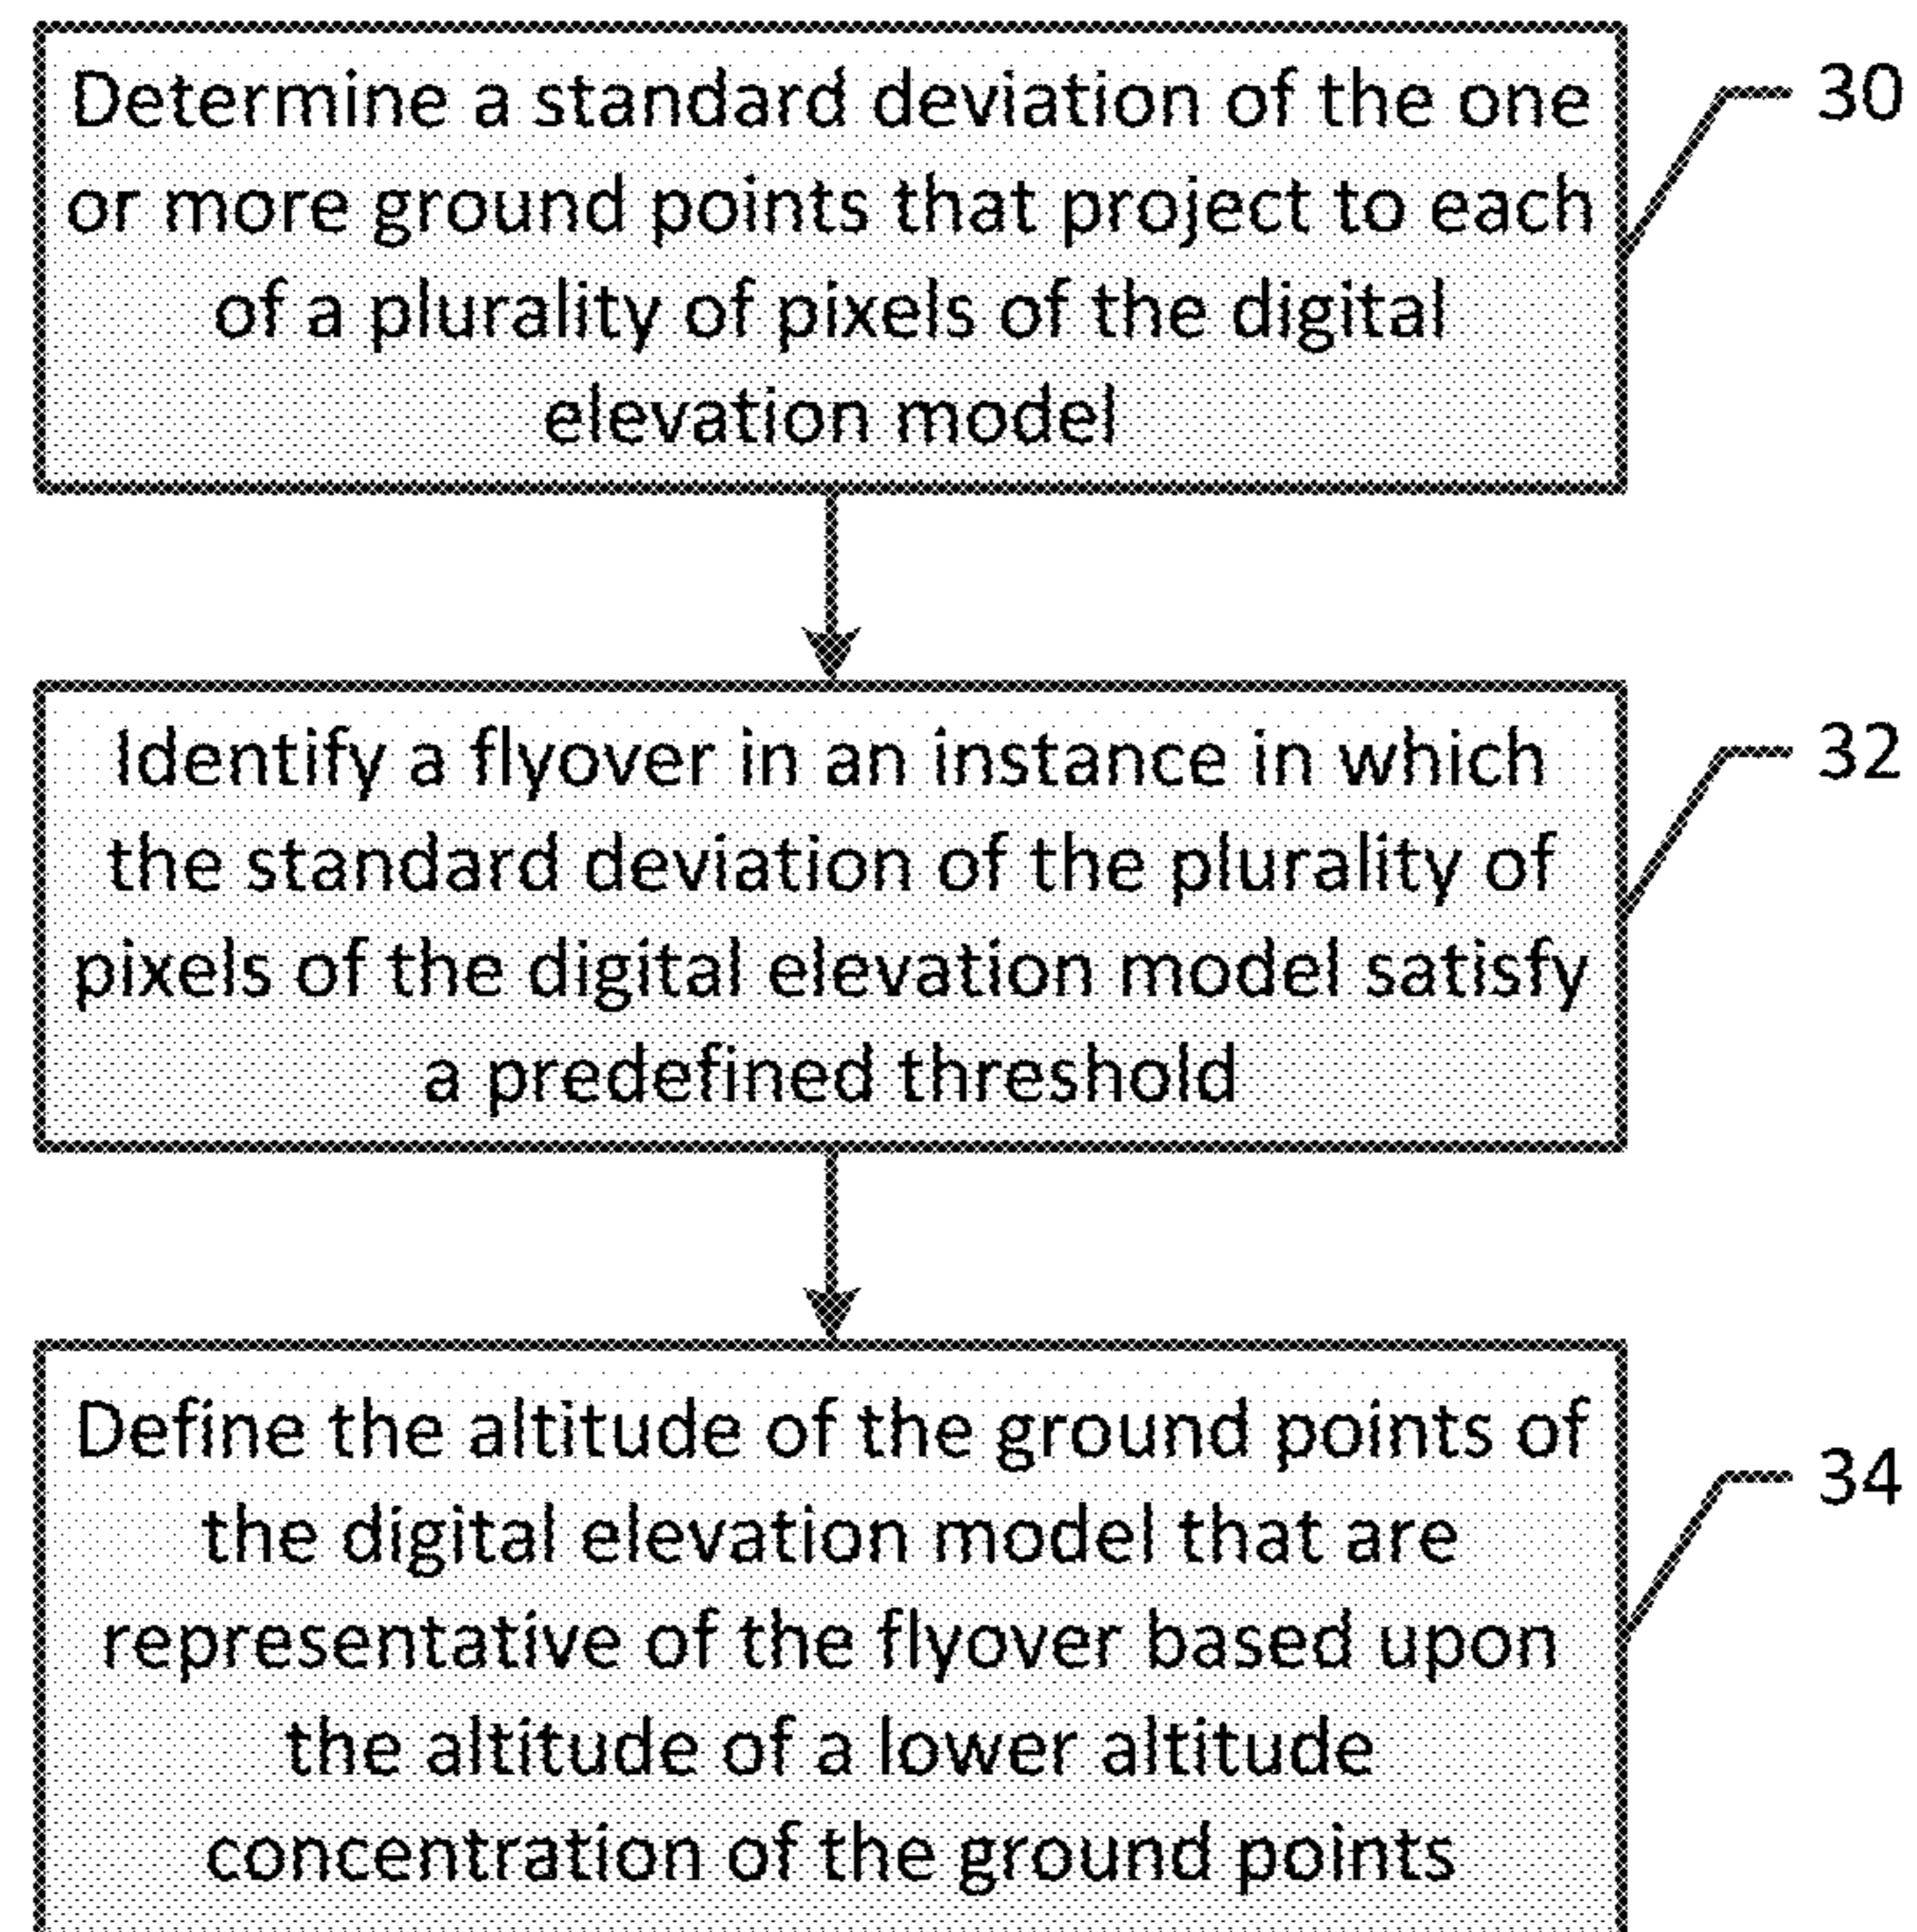 Determine a standard deviation of the one
or more ground points that project to each
of a plurality of pixels of the digital
elevation model
30
Identify a flyover in an instance in which
the standard deviation of the plurality of
pixels of the digital elevation model satisfy
a predefined threshold
32
Define the altitude of the ground points of
the digital elevation model that are
representative of the flyover based upon
the altitude of a lower altitude
concentration of the ground points
34